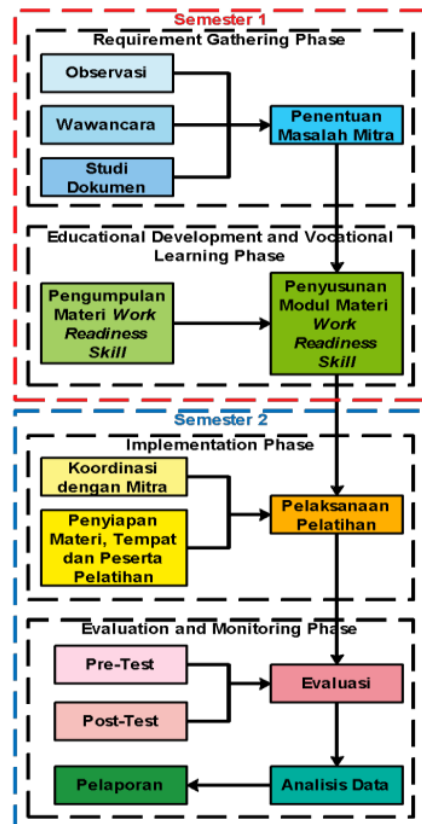 Semester 1
Requirement Gathering Phase
Observasi
Wawancara
Studi
Dokumen
Penentuan
Masalah Mitra
Educational Development and Vocational
Learning Phase
Pengumpulan
Materi Work
Readiness
Skill
Penyusunan
Modul Materi
Work
Readiness
Skill
Semester 2
Implementation Phase
Koordinasi
dengan Mitra
Penyiapan
Materi, Tempat
dan Peserta
Pelatihan
Pelaksanaan
Pelatihan
Evaluation and Monitoring Phase
Pre-Test
Post-Test
Evaluasi
Pelaporan
Analisis Data